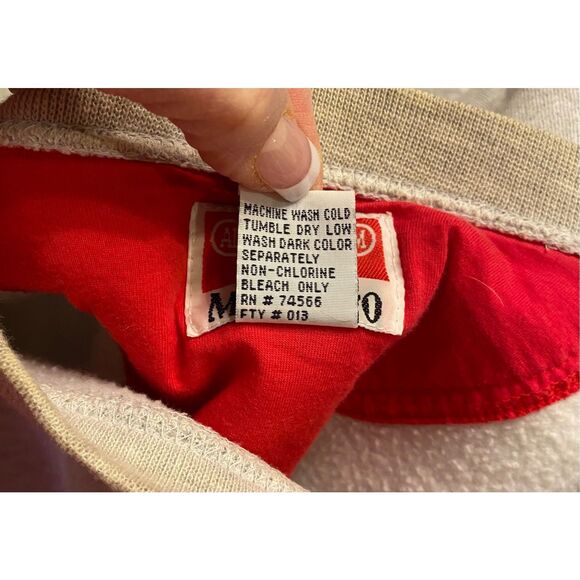 MACHINE WASH COLD
TUMBLE DRY LOW
WASH DARK COLOR
SEPARATELY
NON-CHLORINE
BLEACH ONLY
RN # 74566
FTY # 013